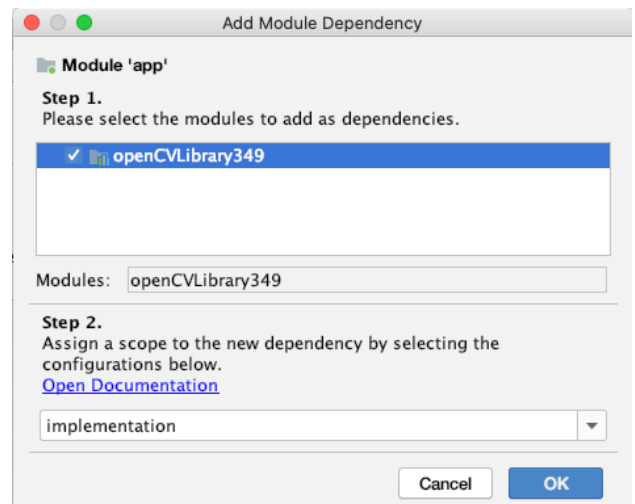 Add Module Dependency
Module 'app'
Step 1.
Please select the modules to add as dependencies.
openCVLibrary349
Modules: openCVLibrary349
Step 2.
Assign a scope to the new dependency by selecting the
configurations below.
Open Documentation
implementation
Cancel OK